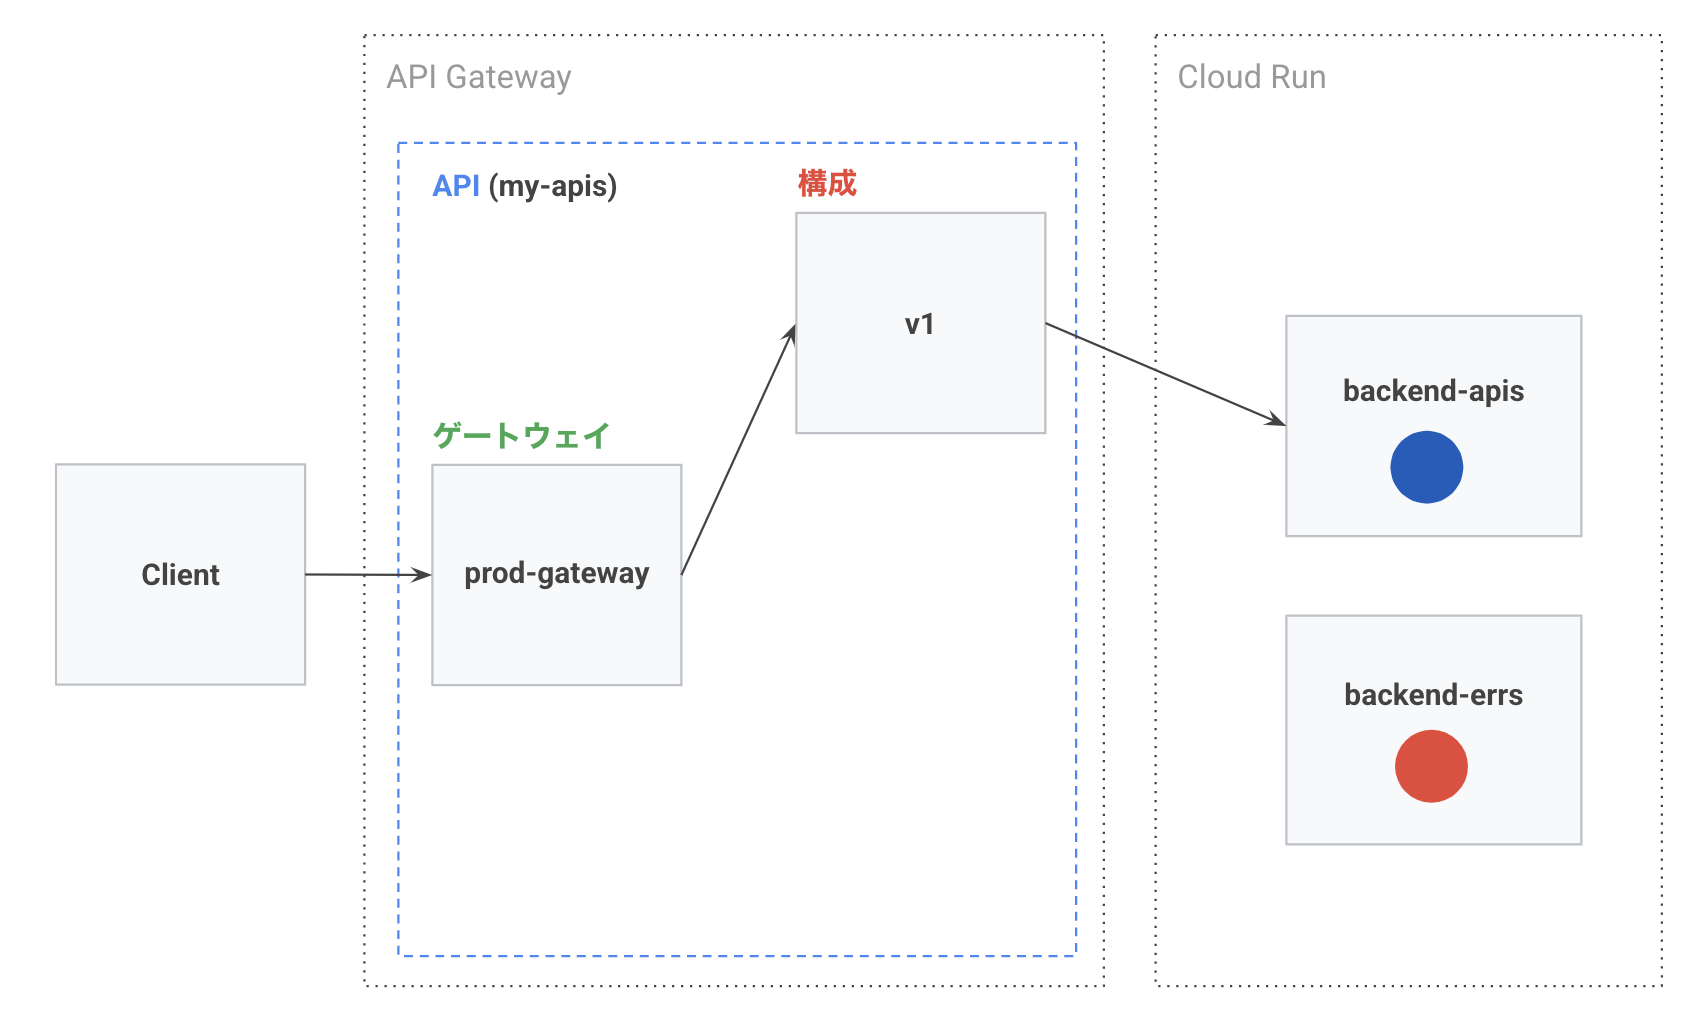 API Gateway
Cloud Run
API (my-apis)
構成
v1
backend-apis
ゲートウェイ
Client
prod-gateway
backend-errs